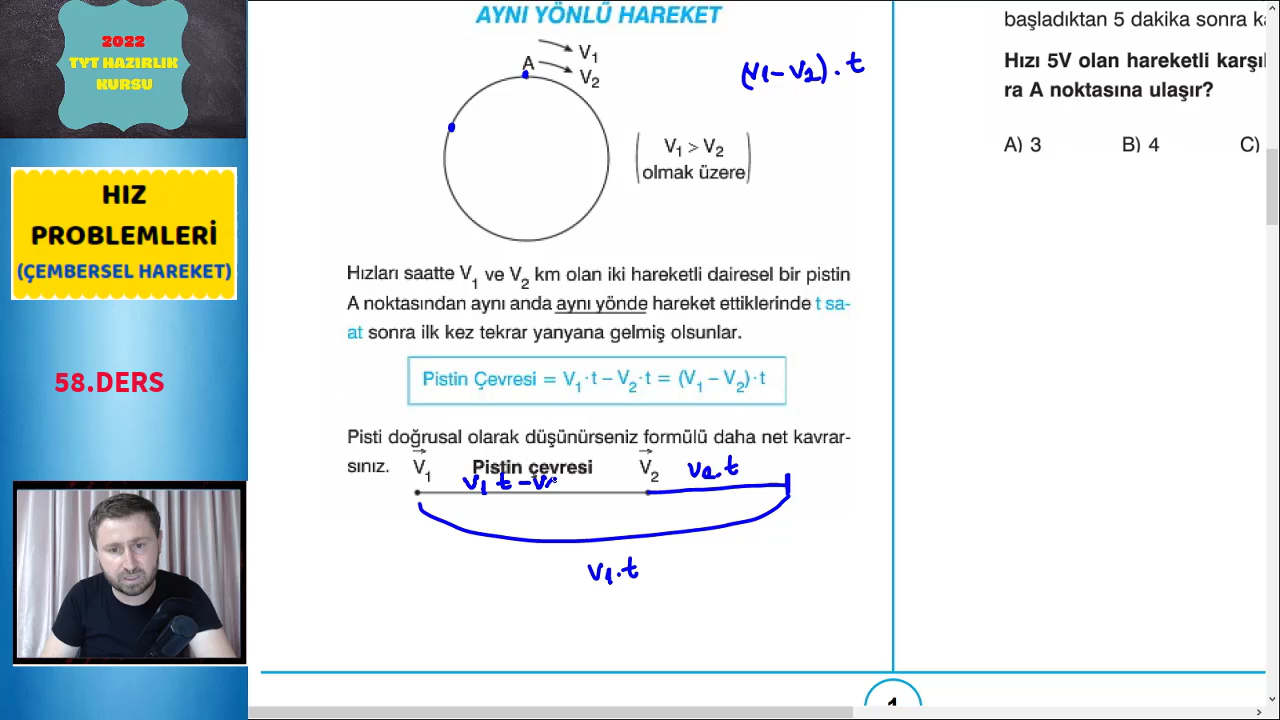 2022
TYT HAZIRLIK
KURSU
HIZ
PROBLEMLERİ
(ÇEMBERSEL HAREKET)
58.DERS
AYNI YÖNLÜ HAREKET
V1
A
V2
(V1-V2).t
V1 > V2
olmak üzere
Hızları saatte V1 ve V2 km olan iki hareketli dairesel bir pistin
A noktasından aynı anda aynı yönde hareket ettiklerinde t sa-
at sonra ilk kez tekrar yanyana gelmiş olsunlar.
Pistin Çevresi = V1·t – V2·t = (V1 – V2)·t
Pisti doğrusal olarak düşünürseniz formülü daha net kavrar-
sınız. V1 Pistin çevresi V2
V2.t
V1 t -V
V1.t
başladıktan 5 dakika sonra
Hızı 5V olan hareketli
ra A noktasına ulaşır?
A) 3 B) 4 C)
1